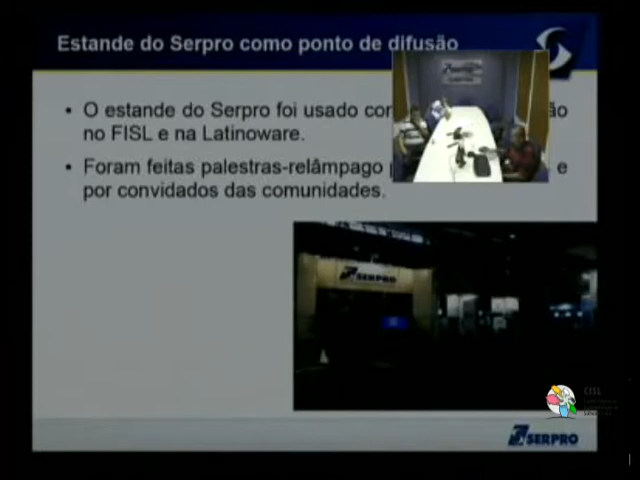 Estande do Serpro como ponto de difusão
• O estande do Serpro foi usado
no FISL e na Latinoware.
• Foram feitas palestras-relâmpago e
por convidados das comunidades.
SERPRO
CISL
SERPRO